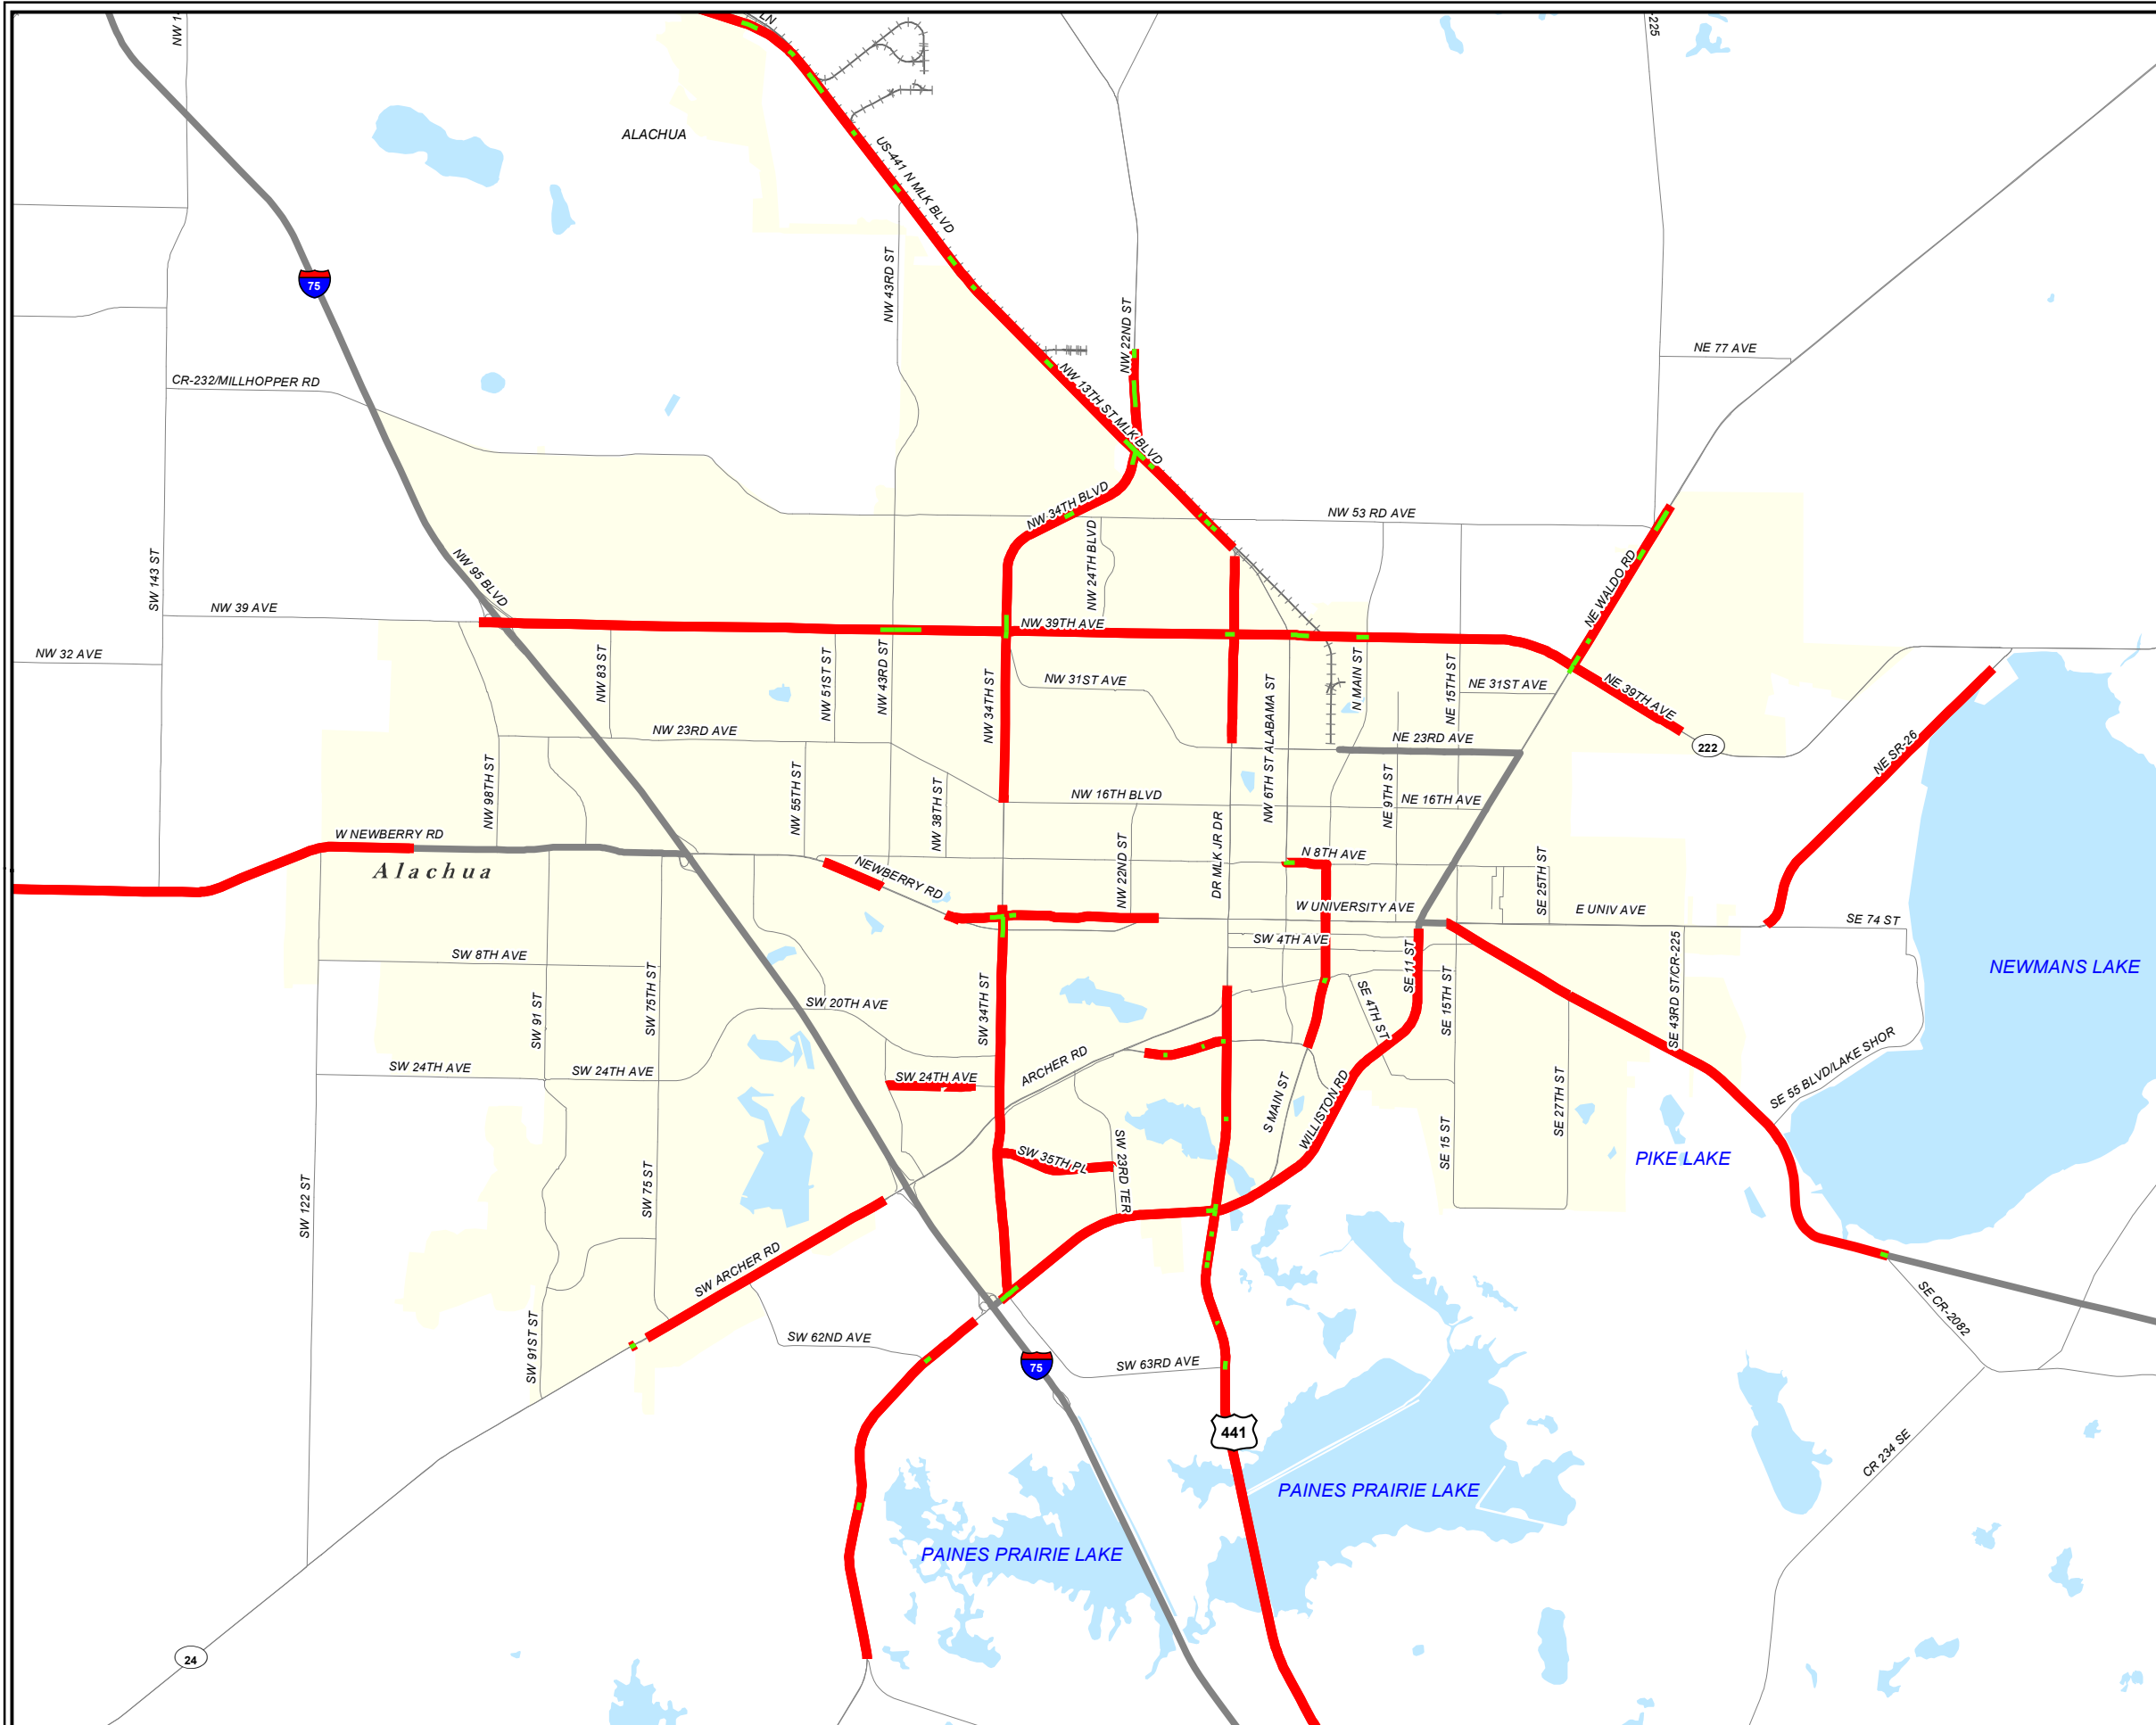 NW 1
LN
-225
ALACHUA
US-441 N MLK BLVD
NW 43RD ST
75
NW 22ND ST
NE 77 AVE
CR-232/MILLHOPPER RD
NW 13TH ST MLK BLVD
NW 34TH BLVD
NW 53 RD AVE
NW 24TH BLVD
NW 95 BLVD
SW 143 ST
NE WALDO RD
NW 39 AVE
NW 39TH AVE
NW 32 AVE
NW 83 ST
NW 51ST ST
NW 43RD ST
NW 34TH ST
NW 31ST AVE
NW 6TH ST ALABAMA ST
N MAIN ST
NE 15TH ST
NE 31ST AVE
NE 39TH AVE
222
NW 23RD AVE
NE 23RD AVE
NE SR-26
NW 98TH ST
NW 55TH ST
NW 38TH ST
NW 16TH BLVD
NE 9TH ST
NE 16TH AVE
W NEWBERRY RD
Alachua
NEWBERRY RD
NW 22ND ST
DR MLK JR DR
N 8TH AVE
SE 25TH ST
W UNIVERSITY AVE
E UNIV AVE
SE 74 ST
SW 8TH AVE
SW 4TH AVE
SE 11 ST
SE 43RD ST/CR-225
NEWMANS LAKE
SW 91 ST
SW 75TH ST
SW 20TH AVE
SW 34TH ST
SE 4TH ST
SE 15TH ST
SW 24TH AVE
SW 24TH AVE
SW 24TH AVE
ARCHER RD
SE 55 BLVD/LAKE SHOR
S MAIN ST
WILLISTON RD
SE 27TH ST
SE 15 ST
PIKE LAKE
SW 122 ST
SW 75 ST
SW 35TH PL
SW 23RD TER
SW ARCHER RD
SW 91ST ST
SW 62ND AVE
75
SW 63RD AVE
SE CR-2082
441
CR 234 SE
PAINES PRAIRIE LAKE
PAINES PRAIRIE LAKE
24